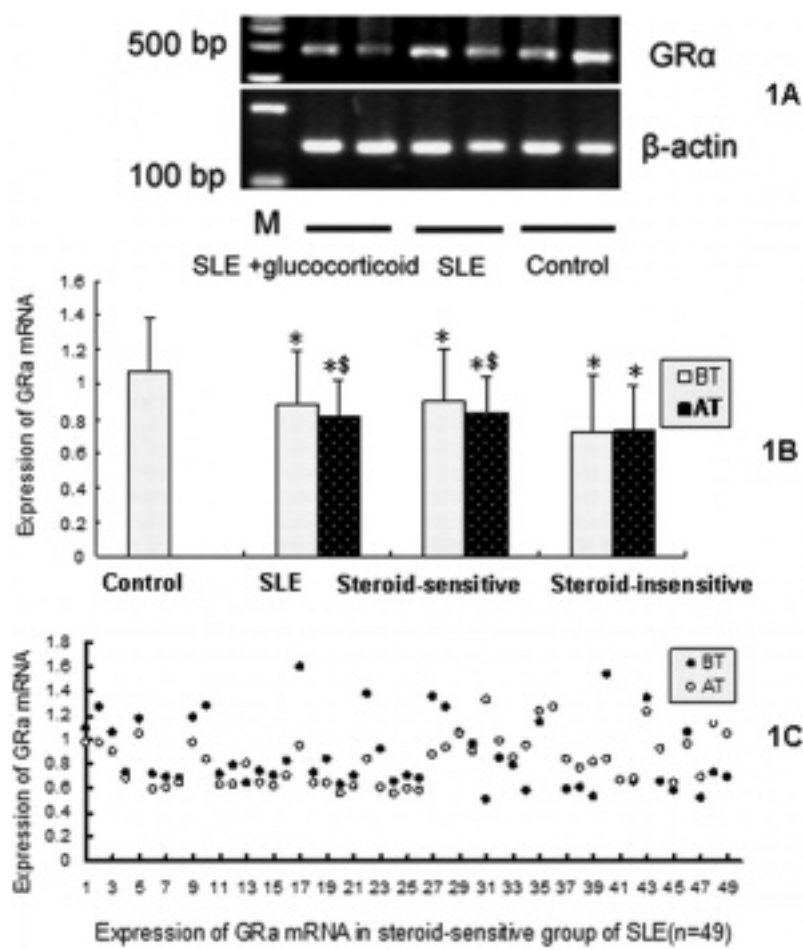 500 bp
GRα
1A
β-actin
100 bp
M
SLE +glucocorticoid SLE Control
Expression of GRa mRNA
1.6
1.4
1.2
1
0.8
0.6
0.4
0.2
0
* *$ * *$ * *
BT
AT
1B
Control SLE Steroid-sensitive Steroid-insensitive
Expression of GRa mRNA
1.8
1.6
1.4
1.2
1
0.8
0.6
0.4
0.2
0
BT
AT
1C
1 3 5 7 9 11 13 15 17 19 21 23 25 27 29 31 33 35 37 39 41 43 45 47 49
Expression of GRa mRNA in steroid-sensitive group of SLE(n=49)